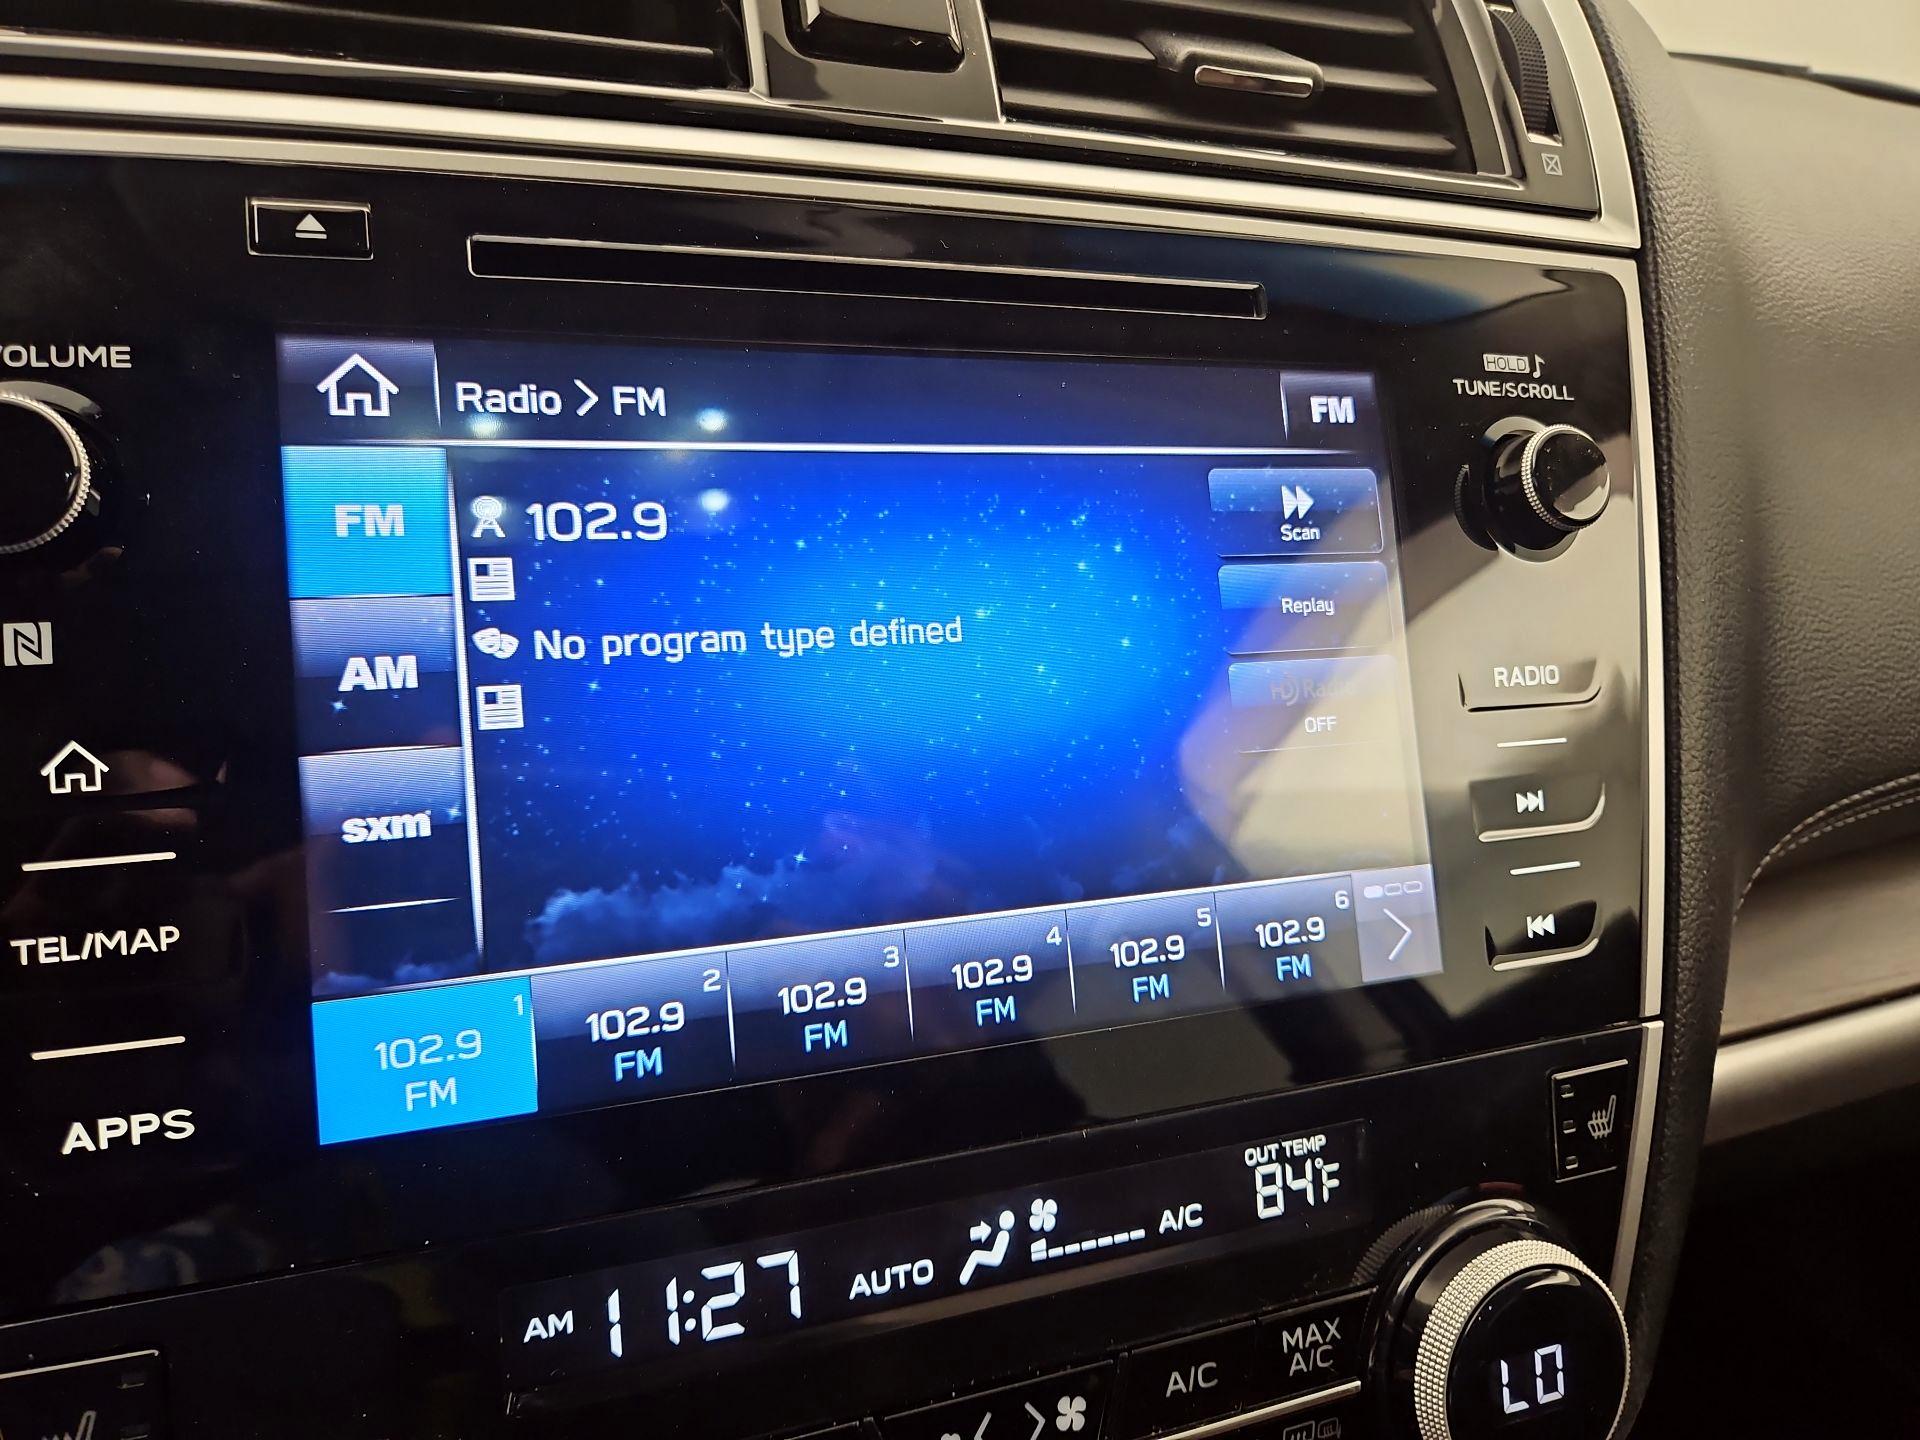 VOLUME
HOLD
TUNE/SCROLL
Radio > FM
FM
FM
102.9
Scan
Replay
No program type defined
AM
HD Radio
OFF
RADIO
sxm
TEL/MAP
1
102.9
FM
2
102.9
FM
3
102.9
FM
4
102.9
FM
5
102.9
FM
6
102.9
FM
APPS
OUT TEMP
84°F
AM 11:27 AUTO A/C
A/C
MAX
A/C
LO